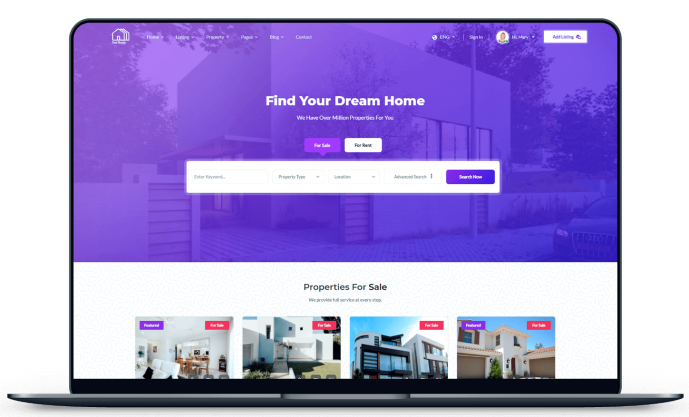 Home
Listing
Property
Pages
Blog
Contact
ENG
Sign In
Hi, Mary
Add Listing
Find Your Dream Home
We Have Over Million Properties For You
For Sale
For Rent
Enter Keyword...
Property Type
Location
Advanced Search
Search Now
Properties For Sale
We provide full service at every step.
Featured
For Sale
For Sale
For Sale
Featured
For Sale